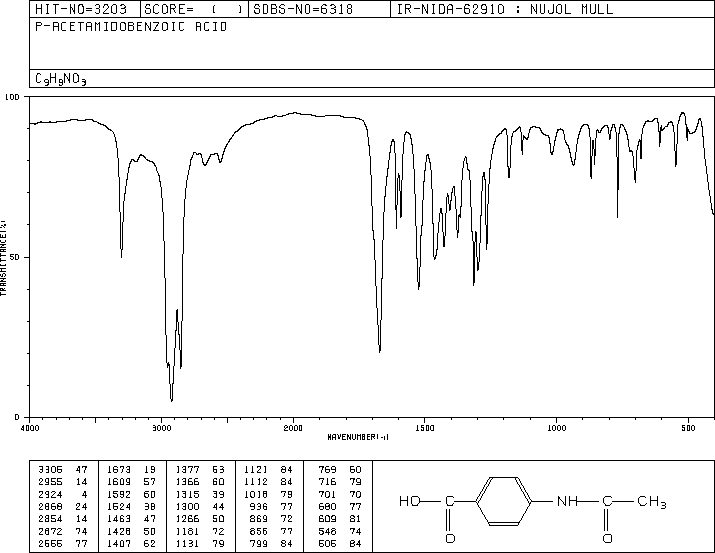 HIT-NO=3203 SCORE= ( ) SDBS-NO=6318 IR-NIDA-62910 : NUJOL MULL
P-ACETAMIDOBENZOIC ACID
C9H9NO3
100
50
0
TRANSMITTANCE(%)
4000 3000 2000 1500 1000 500
WAVENUMBER(-1)
3305 47 1673 19 1377 53 1121 84 769 60
2955 14 1609 57 1366 60 1112 84 716 79
2924 4 1592 60 1315 39 1018 79 701 70
2868 24 1524 38 1300 44 936 77 680 77
2854 14 1463 47 1266 50 869 72 609 81
2672 74 1428 50 1181 72 856 77 548 74
2566 77 1407 62 1131 79 799 84 506 84
HO C NH C CH3
O O